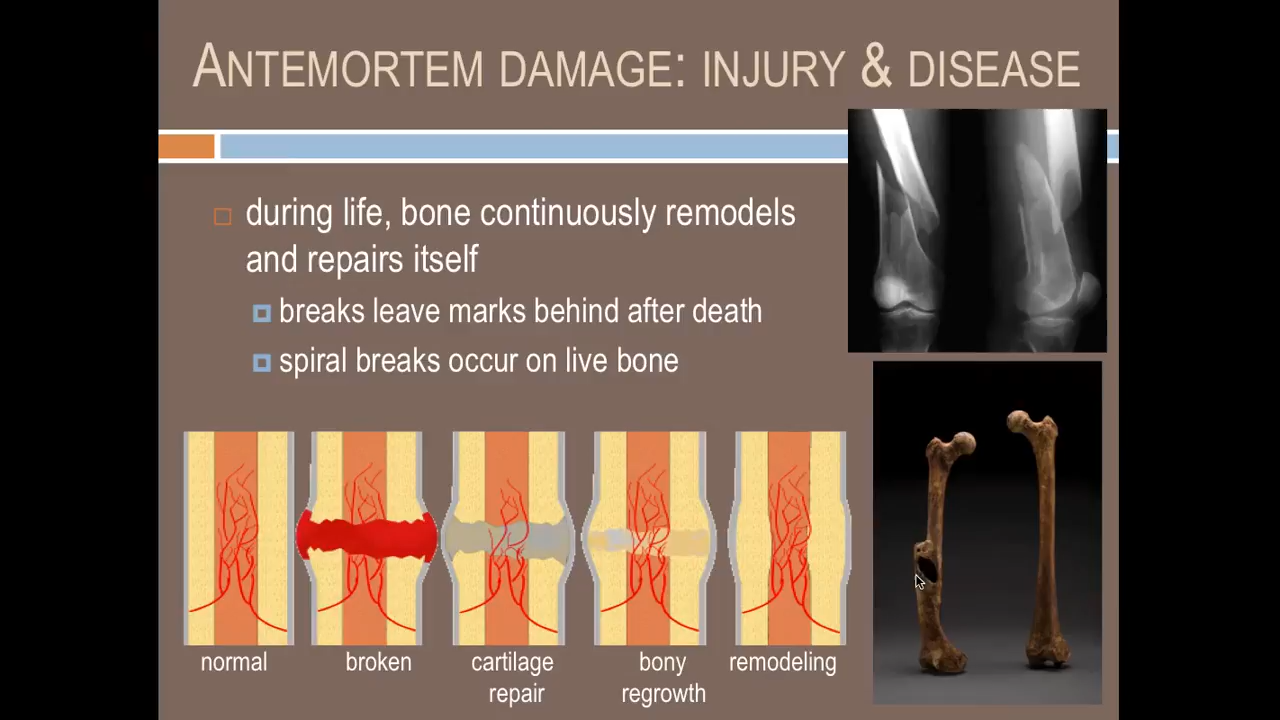 ANTEMORTEM DAMAGE: INJURY & DISEASE
during life, bone continuously remodels
and repairs itself
breaks leave marks behind after death
spiral breaks occur on live bone
normal
broken
cartilage
repair
bony
regrowth
remodeling